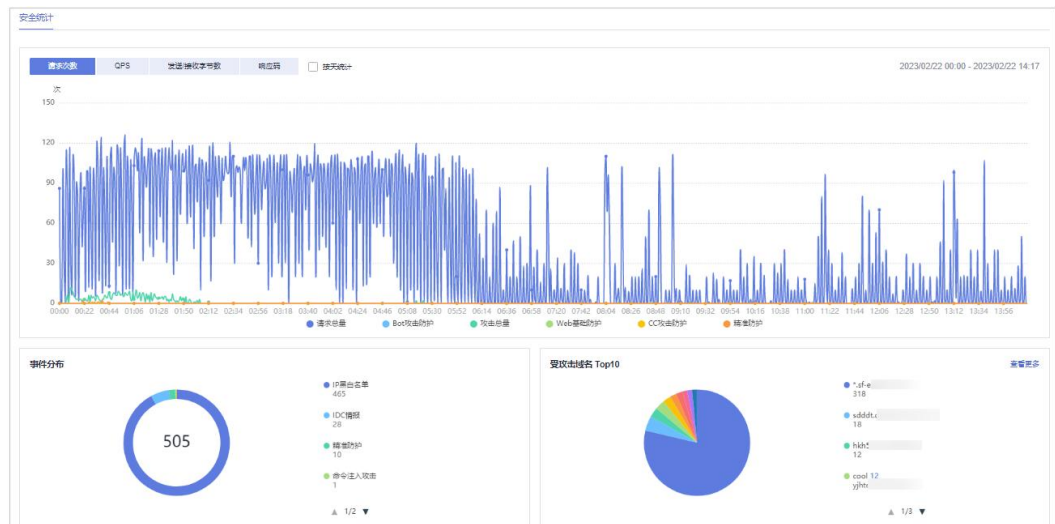 安全统计
请求次数 QPS 发送/接收字节数 响应码 按天统计 2023/02/22 00:00 - 2023/02/22 14:17
次
150
120
90
60
30
0
00:00 00:22 00:44 01:06 01:28 01:50 02:12 02:34 02:56 03:18 03:40 04:02 04:24 04:46 05:08 05:30 05:52 06:14 06:36 06:58 07:20 07:42 08:04 08:26 08:48 09:10 09:32 09:54 10:16 10:38 11:00 11:22 11:44 12:06 12:28 12:50 13:12 13:34 13:56
请求总量 Bot攻击防护 攻击总量 Web基础防护 CC攻击防护 精准防护
事件分布
505
IP黑白名单
465
IDC情报
28
精准防护
10
命令注入攻击
1
1/2
受攻击域名 Top10 查看更多
*.sf-e
318
sdddt.
18
hkh
12
cool 12
yjht
1/3